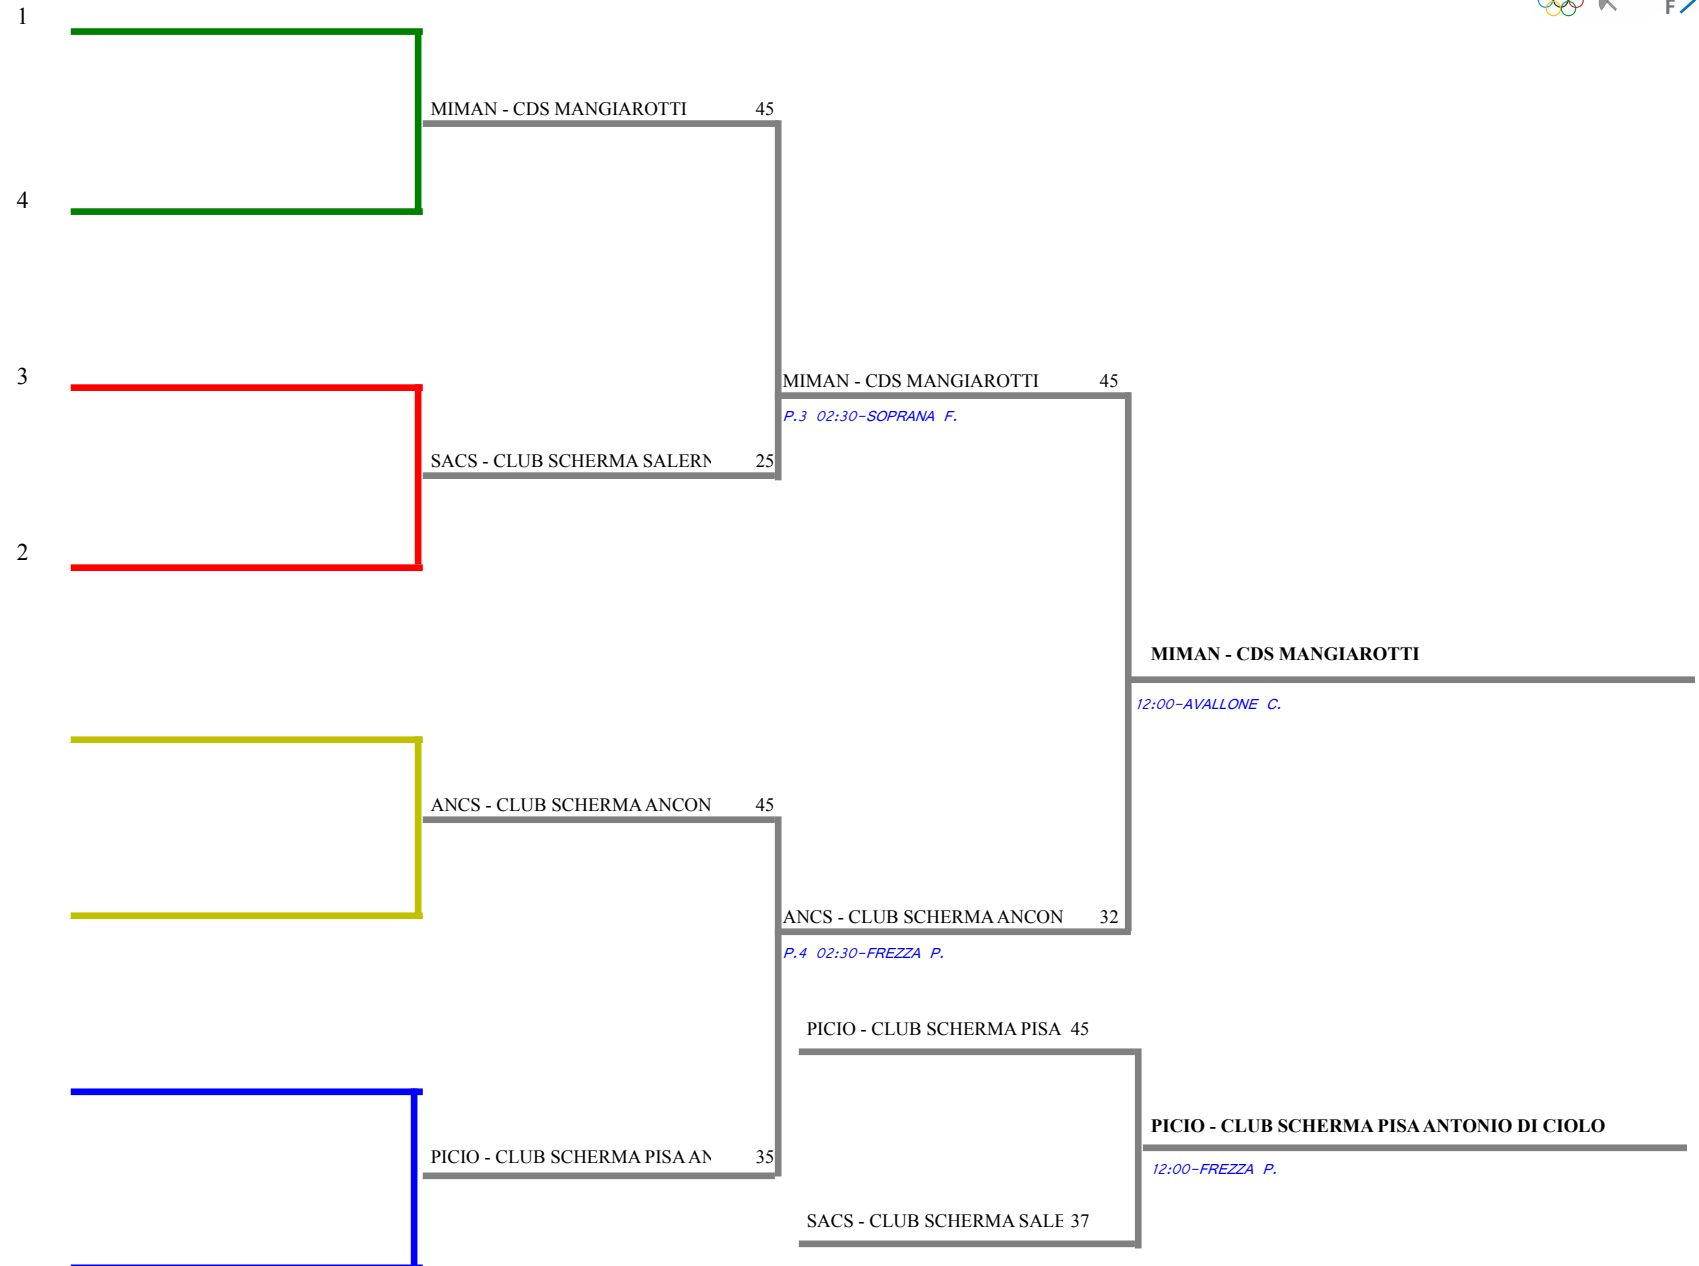 1
F
MIMAN - CDS MANGIAROTTI 45
4
3
MIMAN - CDS MANGIAROTTI 45
P.3 02:30-SOPRANA F.
SACS - CLUB SCHERMA SALERN 25
2
MIMAN - CDS MANGIAROTTI
12:00-AVALLONE C.
ANCS - CLUB SCHERMA ANCON 45
ANCS - CLUB SCHERMA ANCON 32
P.4 02:30-FREZZA P.
PICIO - CLUB SCHERMA PISA 45
PICIO - CLUB SCHERMA PISA ANTONIO DI CIOLO
PICIO - CLUB SCHERMA PISA AN 35
12:00-FREZZA P.
SACS - CLUB SCHERMA SALE 37